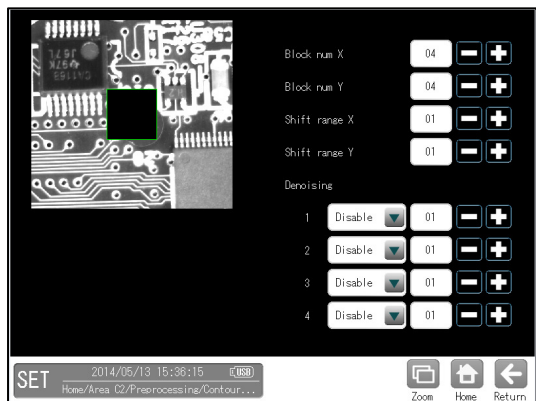 J67L
CA1163
Block num X 04
Block num Y 04
Shift range X 01
Shift range Y 01
Denoising
1 Disable 01
2 Disable 01
3 Disable 01
4 Disable 01
SET
2014/05/13 15:36:15 USB
Home/Area C2/Preprocessing/Contour...
Zoom Home Return